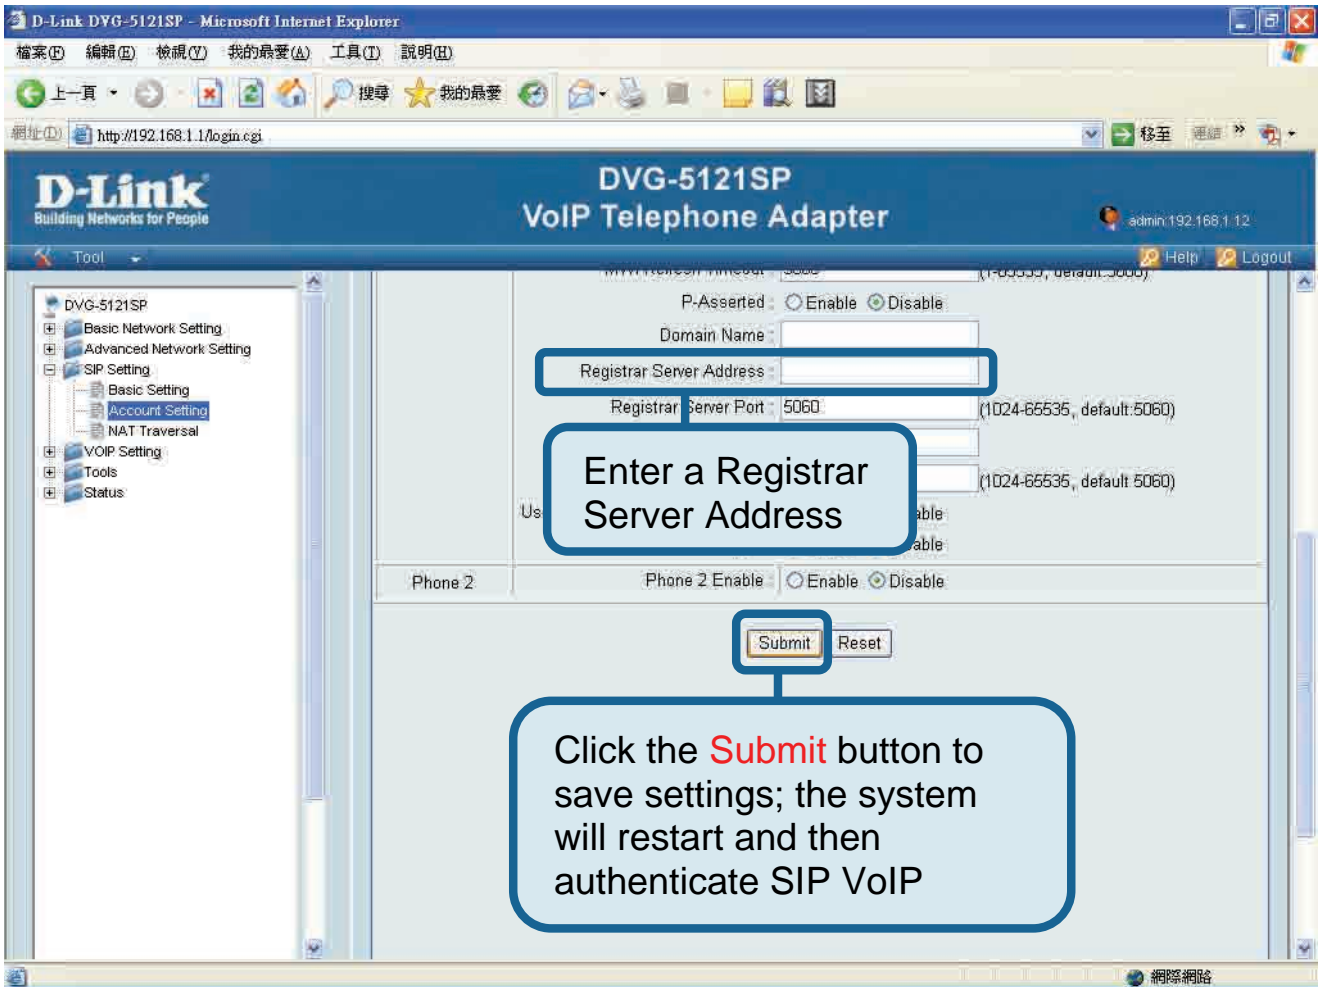 D-Link DVG-5121SP - Microsoft Internet Explorer
檔案(F) 編輯(E) 檢視(V) 我的最愛(A) 工具(T) 說明(H)
上一頁 搜尋 我的最愛
網址(D) http://192.168.1.1/login.cgi 移至 連結 »
D-Link
Building Networks for People
DVG-5121SP
VoIP Telephone Adapter
admin:192.168.1.12
Tool Help Logout
DVG-5121SP
Basic Network Setting
Advanced Network Setting
SIP Setting
Basic Setting
Account Setting
NAT Traversal
VOIP Setting
Tools
Status
P-Asserted : Enable Disable
Domain Name :
Registrar Server Address :
Registrar Server Port : 5060 (1024-65535, default:5060)
Enter a Registrar
Server Address
(1024-65535, default 5060)
Phone 2 Phone 2 Enable : Enable Disable
Submit Reset
Click the Submit button to
save settings; the system
will restart and then
authenticate SIP VoIP
網際網路